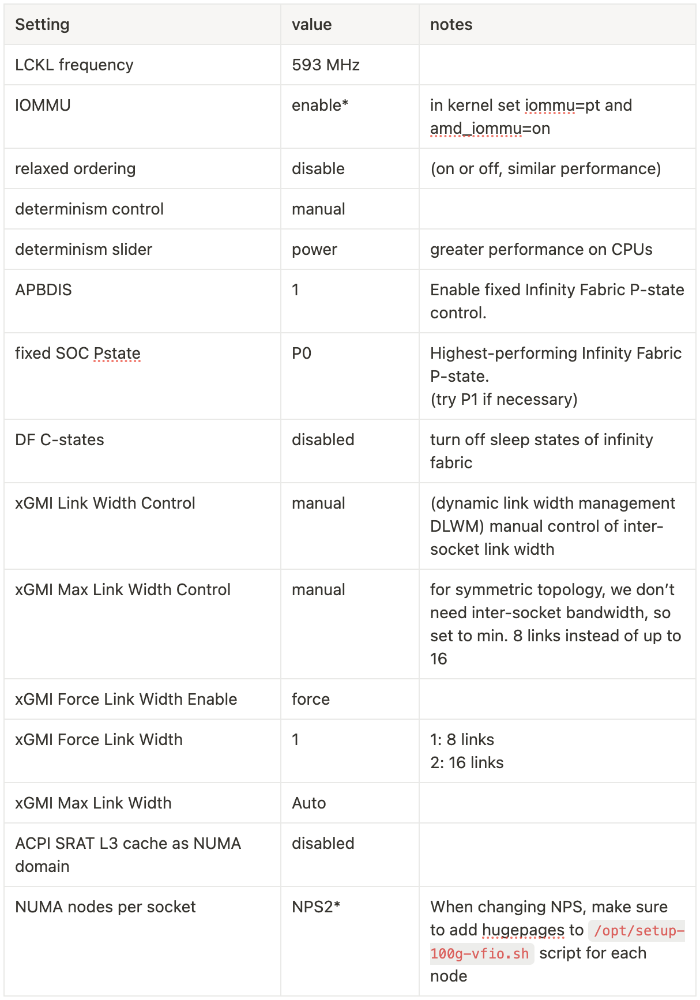 Setting value notes
LCKL frequency 593 MHz
IOMMU enable* in kernel set iommu=pt and
amd_iommu=on
relaxed ordering disable (on or off, similar performance)
determinism control manual
determinism slider power greater performance on CPUs
APBDIS 1 Enable fixed Infinity Fabric P-state
control.
fixed SOC Pstate P0 Highest-performing Infinity Fabric
P-state.
(try P1 if necessary)
DF C-states disabled turn off sleep states of infinity
fabric
xGMI Link Width Control manual (dynamic link width management
DLWM) manual control of inter-
socket link width
xGMI Max Link Width Control manual for symmetric topology, we don’t
need inter-socket bandwidth, so
set to min. 8 links instead of up to
16
xGMI Force Link Width Enable force
xGMI Force Link Width 1 1: 8 links
2: 16 links
xGMI Max Link Width Auto
ACPI SRAT L3 cache as NUMA disabled
domain
NUMA nodes per socket NPS2* When changing NPS, make sure
to add hugepages to /opt/setup-
100g-vfio.sh script for each
node